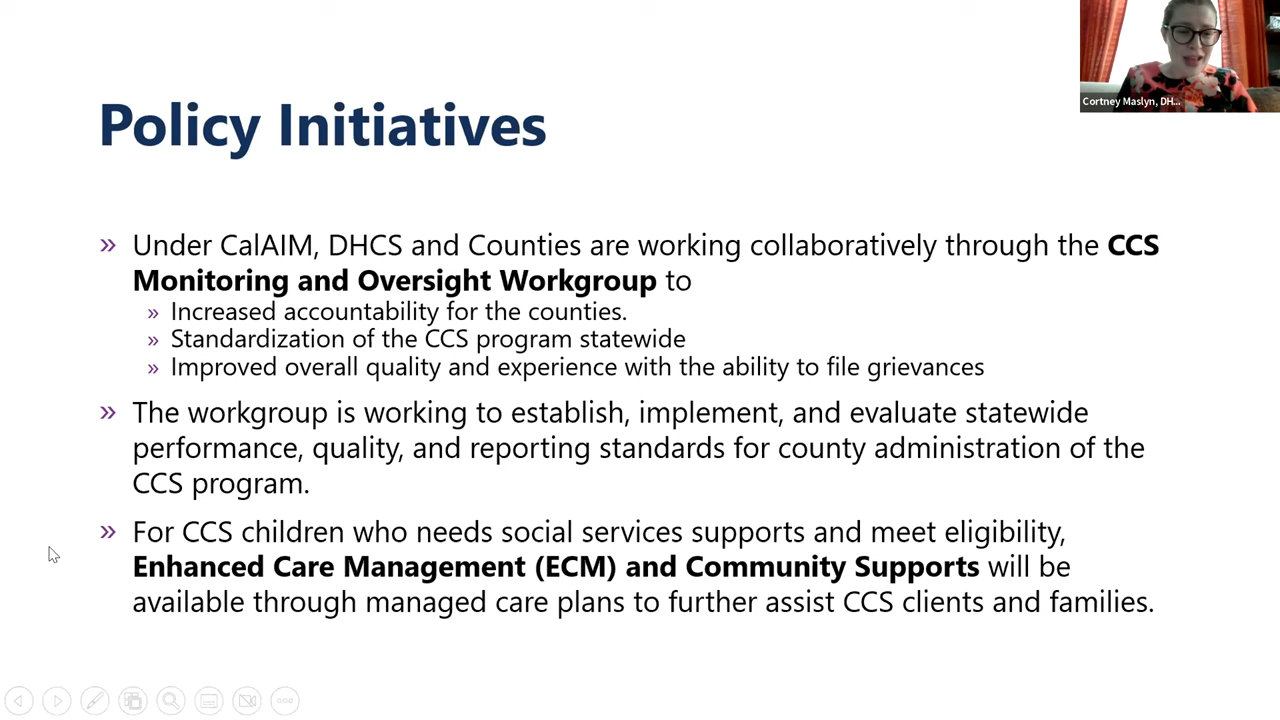 Cortney Maslyn, DH...
Policy Initiatives
» Under CalAIM, DHCS and Counties are working collaboratively through the CCS
Monitoring and Oversight Workgroup to
» Increased accountability for the counties.
» Standardization of the CCS program statewide
» Improved overall quality and experience with the ability to file grievances
» The workgroup is working to establish, implement, and evaluate statewide
performance, quality, and reporting standards for county administration of the
CCS program.
» For CCS children who needs social services supports and meet eligibility,
Enhanced Care Management (ECM) and Community Supports will be
available through managed care plans to further assist CCS clients and families.